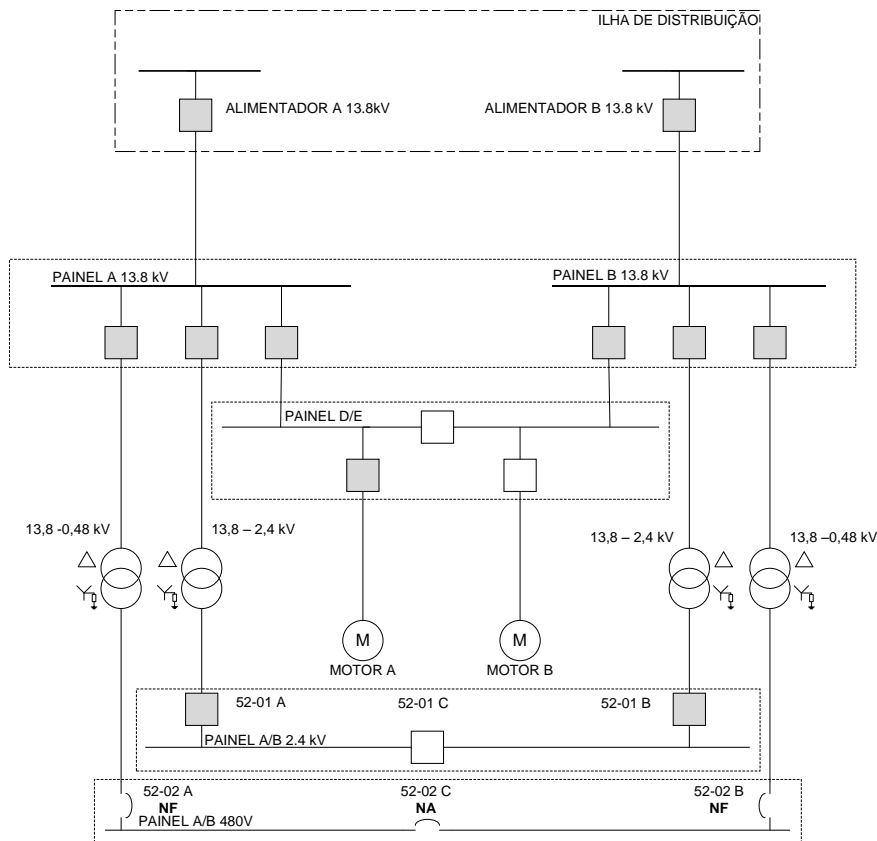 ILHA DE DISTRIBUIÇÃO
ALIMENTADOR A 13.8kV
ALIMENTADOR B 13.8 kV
PAINEL A 13.8 kV
PAINEL B 13.8 kV
PAINEL D/E
13,8 -0,48 kV
13,8 – 2,4 kV
13,8 – 2,4 kV
13,8 –0,48 kV
M
M
MOTOR A
MOTOR B
52-01 A
52-01 C
52-01 B
PAINEL A/B 2.4 kV
52-02 A
52-02 C
52-02 B
NF
NA
NF
PAINEL A/B 480V